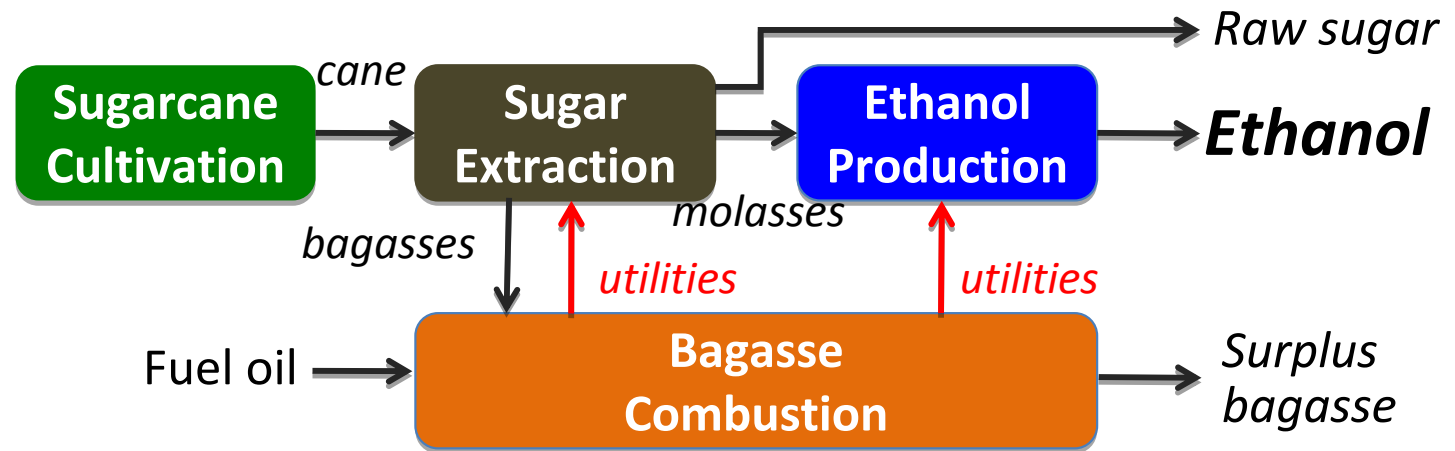 Raw sugar
cane
Sugarcane
Cultivation
Sugar
Extraction
Ethanol
Production
Ethanol
molasses
bagasses
utilities
utilities
Fuel oil
Bagasse
Combustion
Surplus
bagasse